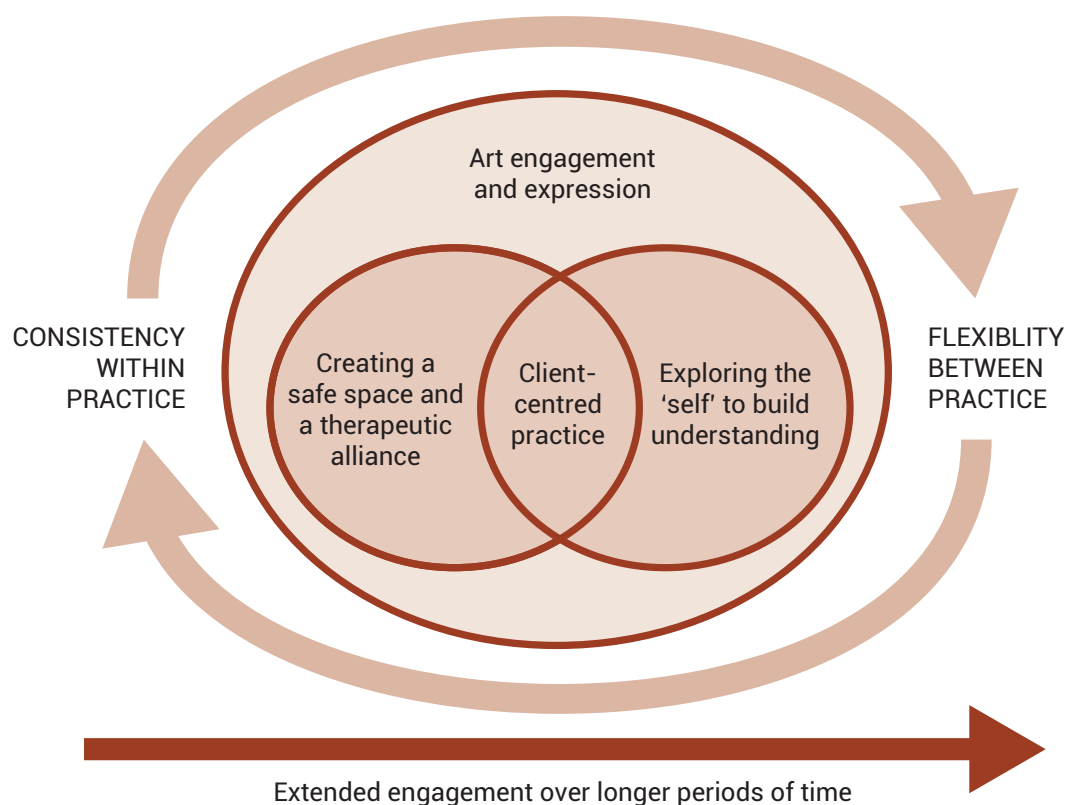 Art engagement
and expression
CONSISTENCY
WITHIN
PRACTICE
Creating a
safe space and
a therapeutic
alliance
Client-
centred
practice
Exploring the
‘self’ to build
understanding
FLEXIBLITY
BETWEEN
PRACTICE
Extended engagement over longer periods of time